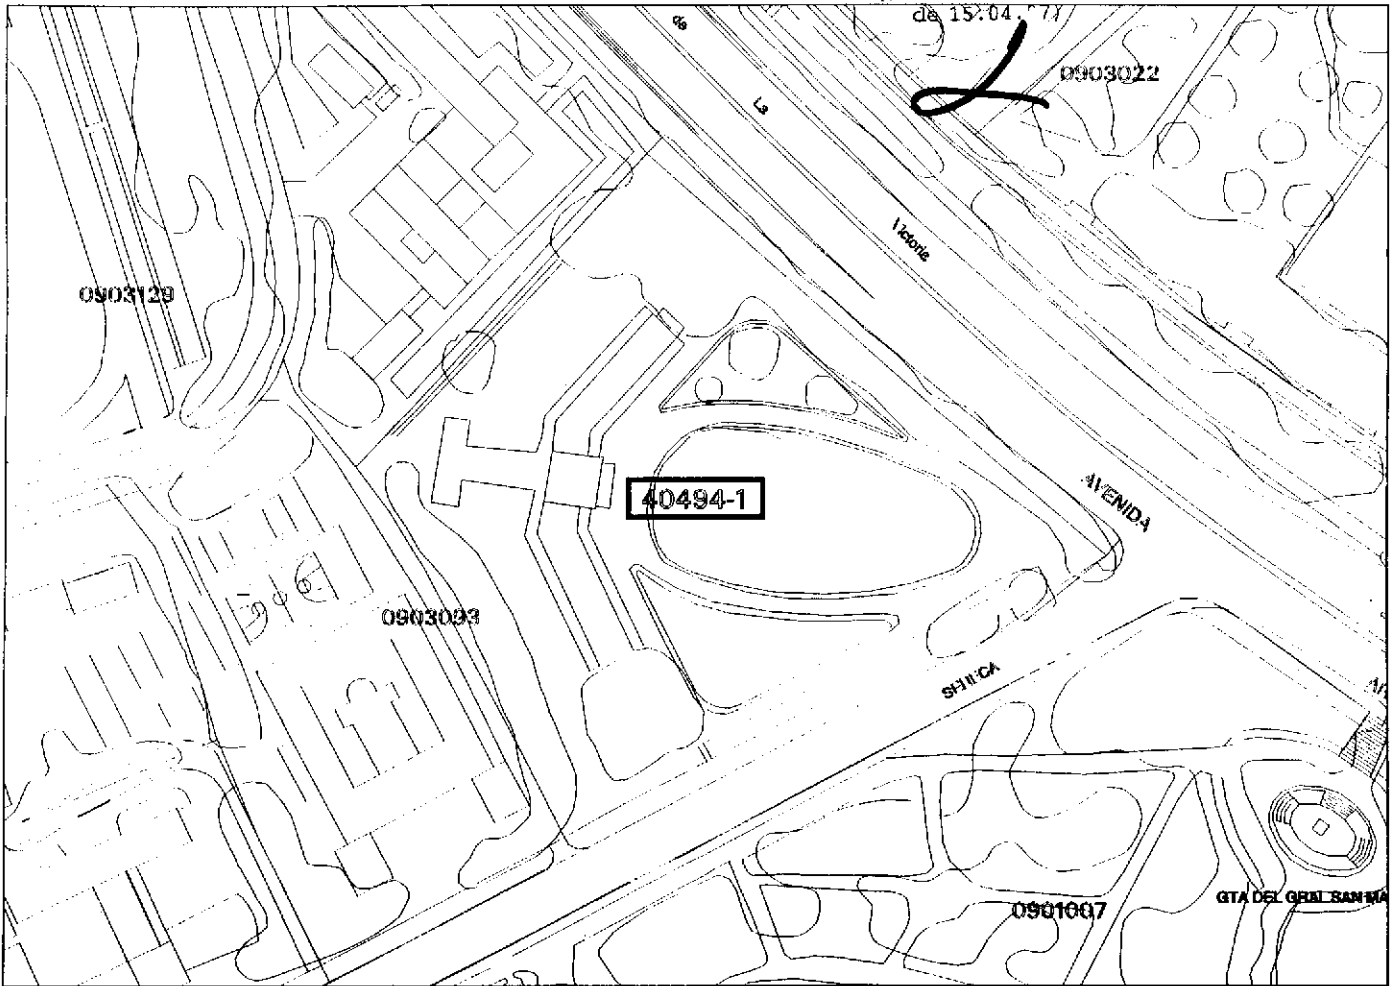 de 15.04.
0903022
de
La
Victoria
0903129
40494-1
AVENIDA
0903093
SENECA
0901007
GTA DEL GRAL SAN MA